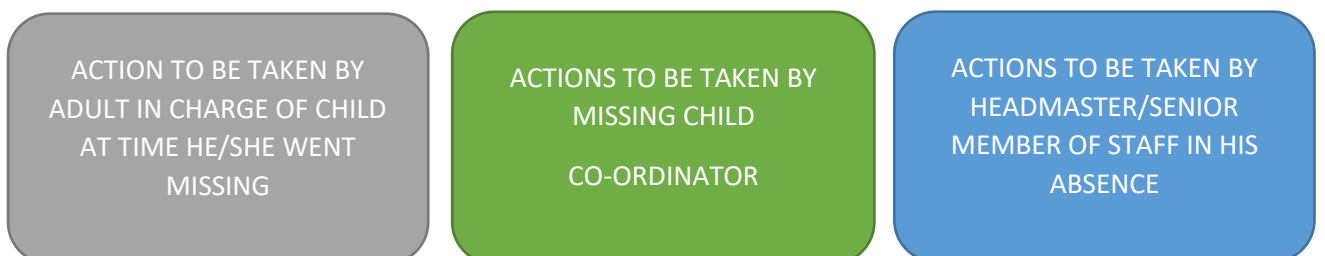 ACTION TO BE TAKEN BY
ADULT IN CHARGE OF CHILD
AT TIME HE/SHE WENT
MISSING
ACTIONS TO BE TAKEN BY
MISSING CHILD
CO-ORDINATOR
ACTIONS TO BE TAKEN BY
HEADMASTER/SENIOR
MEMBER OF STAFF IN HIS
ABSENCE